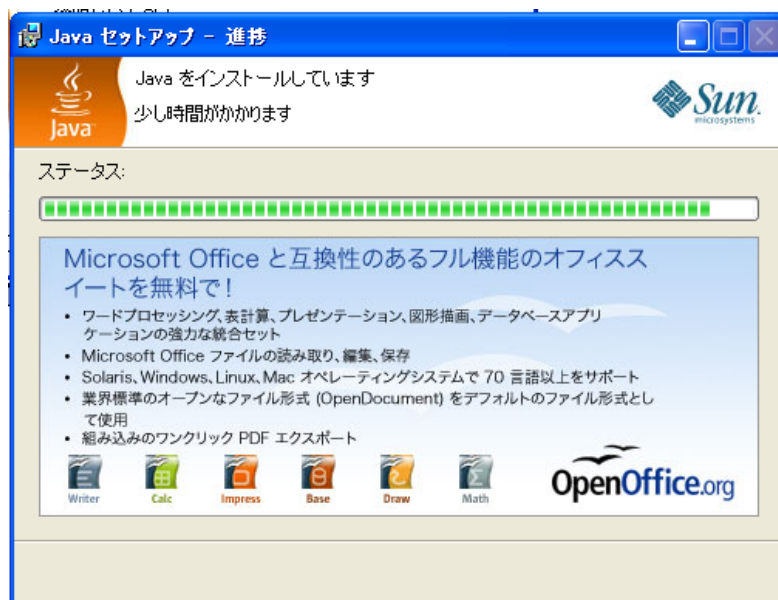 Java セットアップ - 進捗
Java をインストールしています
少し時間がかかります
Java
Sun
microsystems
ステータス:
Microsoft Office と互換性のあるフル機能のオフィスス
イートを無料で!
• ワードプロセッシング、表計算、プレゼンテーション、図形描画、データベースアプリ
ケーションの強力な統合セット
• Microsoft Office ファイルの読み取り、編集、保存
• Solaris、Windows、Linux、Mac オペレーティングシステムで 70 言語以上をサポート
• 業界標準のオープンなファイル形式 (OpenDocument) をデフォルトのファイル形式とし
て使用
• 組み込みのワンクリック PDF エクスポート
Writer Calc Impress Base Draw Math
OpenOffice.org